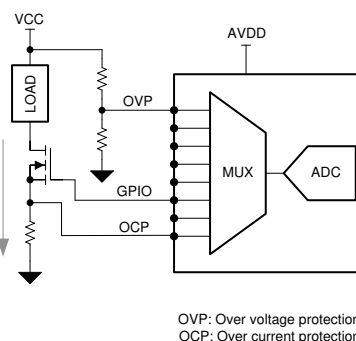 VCC
AVDD
LOAD
OVP
MUX
ADC
GPIO
OCP
OVP: Over voltage protection
OCP: Over current protection